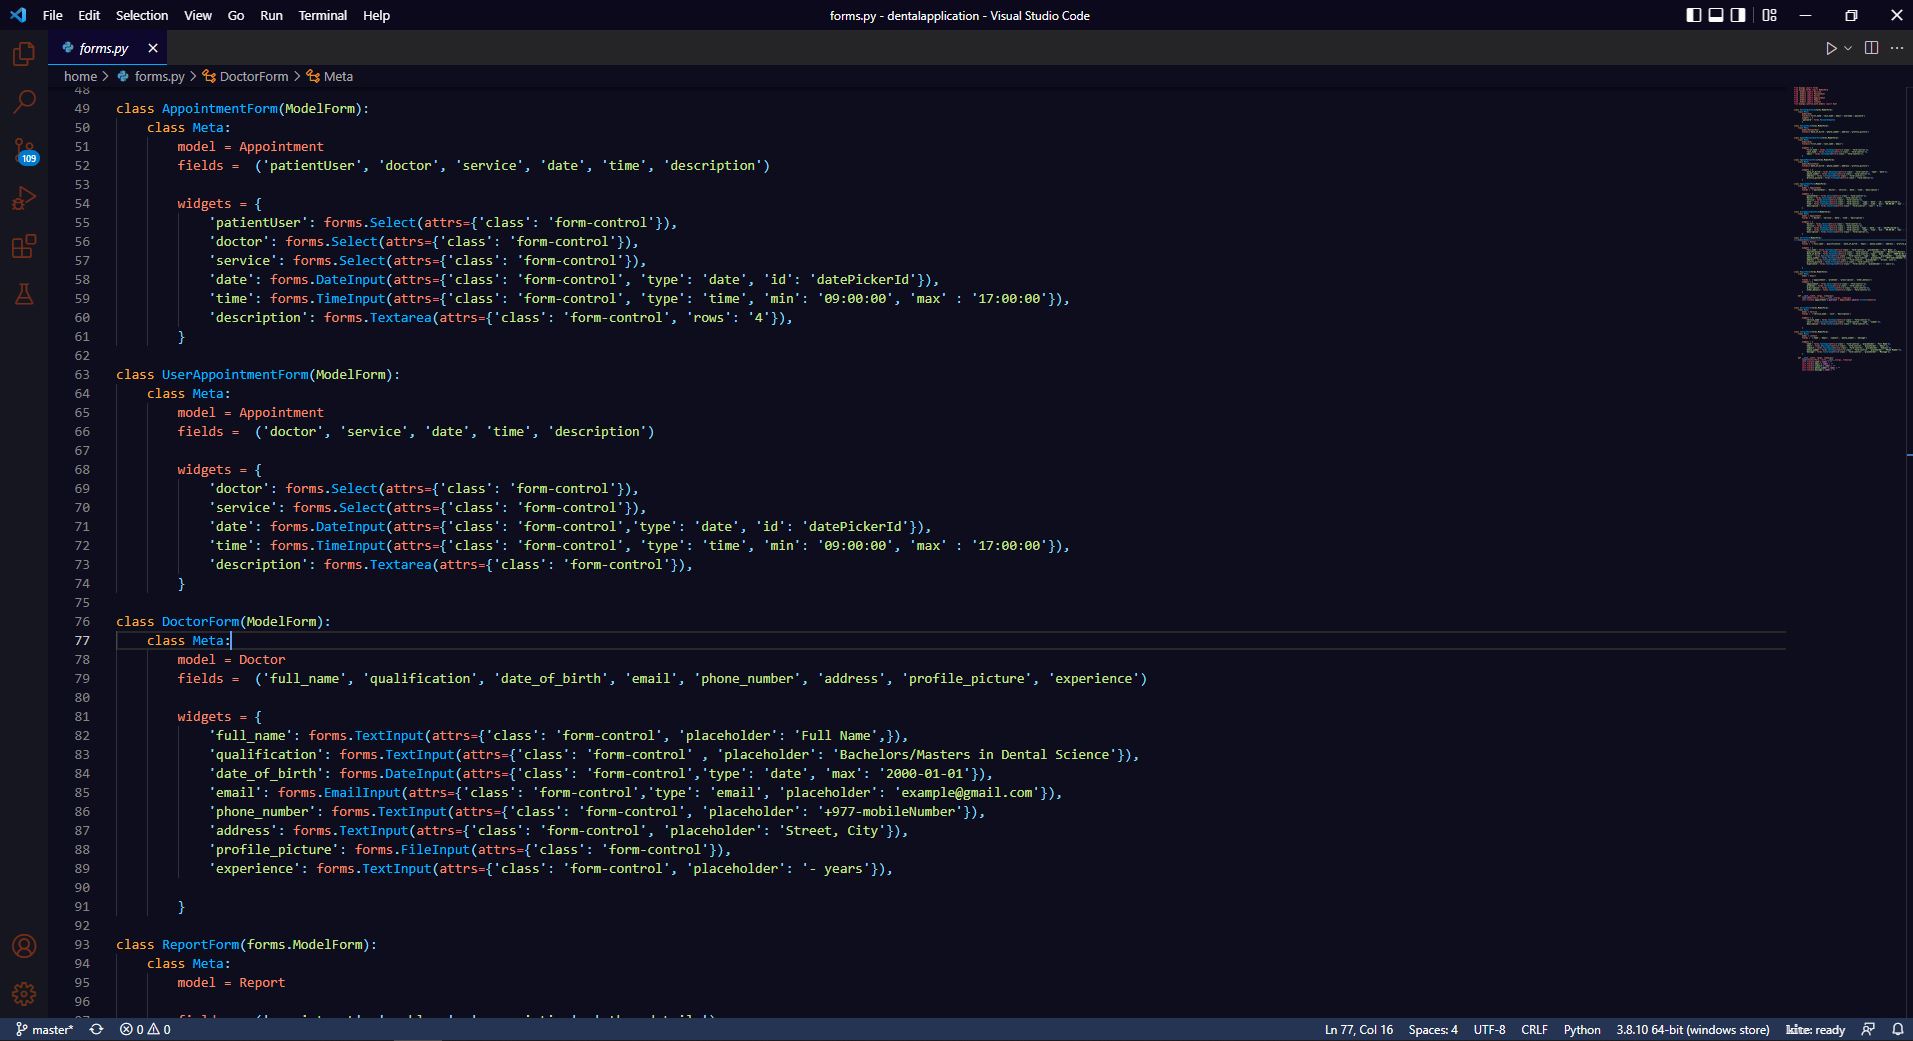 File Edit Selection View Go Run Terminal Help
forms.py - dentalapplication - Visual Studio Code
forms.py
home > forms.py > DoctorForm > Meta
48
49 class AppointmentForm(ModelForm):
50 class Meta:
51 model = Appointment
52 fields =  ('patientUser', 'doctor', 'service', 'date', 'time', 'description')
53
54 widgets = {
55 'patientUser': forms.Select(attrs={'class': 'form-control'}),
56 'doctor': forms.Select(attrs={'class': 'form-control'}),
57 'service': forms.Select(attrs={'class': 'form-control'}),
58 'date': forms.DateInput(attrs={'class': 'form-control', 'type': 'date', 'id': 'datePickerId'}),
59 'time': forms.TimeInput(attrs={'class': 'form-control', 'type': 'time', 'min': '09:00:00', 'max' : '17:00:00'}),
60 'description': forms.Textarea(attrs={'class': 'form-control', 'rows': '4'}),
61 }
62
63 class UserAppointmentForm(ModelForm):
64 class Meta:
65 model = Appointment
66 fields =  ('doctor', 'service', 'date', 'time', 'description')
67
68 widgets = {
69 'doctor': forms.Select(attrs={'class': 'form-control'}),
70 'service': forms.Select(attrs={'class': 'form-control'}),
71 'date': forms.DateInput(attrs={'class': 'form-control','type': 'date', 'id': 'datePickerId'}),
72 'time': forms.TimeInput(attrs={'class': 'form-control', 'type': 'time', 'min': '09:00:00', 'max' : '17:00:00'}),
73 'description': forms.Textarea(attrs={'class': 'form-control'}),
74 }
75
76 class DoctorForm(ModelForm):
77 class Meta:
78 model = Doctor
79 fields =  ('full_name', 'qualification', 'date_of_birth', 'email', 'phone_number', 'address', 'profile_picture', 'experience')
80
81 widgets = {
82 'full_name': forms.TextInput(attrs={'class': 'form-control', 'placeholder': 'Full Name',}),
83 'qualification': forms.TextInput(attrs={'class': 'form-control' , 'placeholder': 'Bachelors/Masters in Dental Science'}),
84 'date_of_birth': forms.DateInput(attrs={'class': 'form-control','type': 'date', 'max': '2000-01-01'}),
85 'email': forms.EmailInput(attrs={'class': 'form-control','type': 'email', 'placeholder': 'example@gmail.com'}),
86 'phone_number': forms.TextInput(attrs={'class': 'form-control', 'placeholder': '+977-mobileNumber'}),
87 'address': forms.TextInput(attrs={'class': 'form-control', 'placeholder': 'Street, City'}),
88 'profile_picture': forms.FileInput(attrs={'class': 'form-control'}),
89 'experience': forms.TextInput(attrs={'class': 'form-control', 'placeholder': '- years'}),
90
91 }
92
93 class ReportForm(forms.ModelForm):
94 class Meta:
95 model = Report
96
109
master* 0 0 Ln 77, Col 16 Spaces: 4 UTF-8 CRLF Python 3.8.10 64-bit (windows store) kite: ready